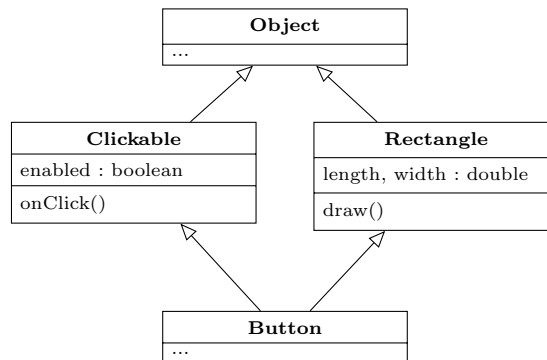 Object
...
Clickable
enabled : boolean
onClick()
Rectangle
length, width : double
draw()
Button
...